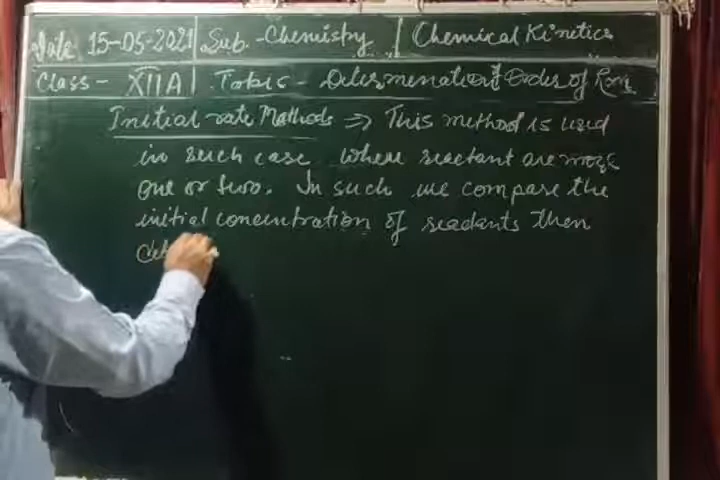 Date 15-05-2021 Sub.-Chemistry / Chemical Kinetics
Class- XIIA Topic - Determenation of Order of Rxn
Initial rate Methods ⇒ This method is used
in such case where reactant are more
one or two. In such we compare the
initial concentration of reactants then